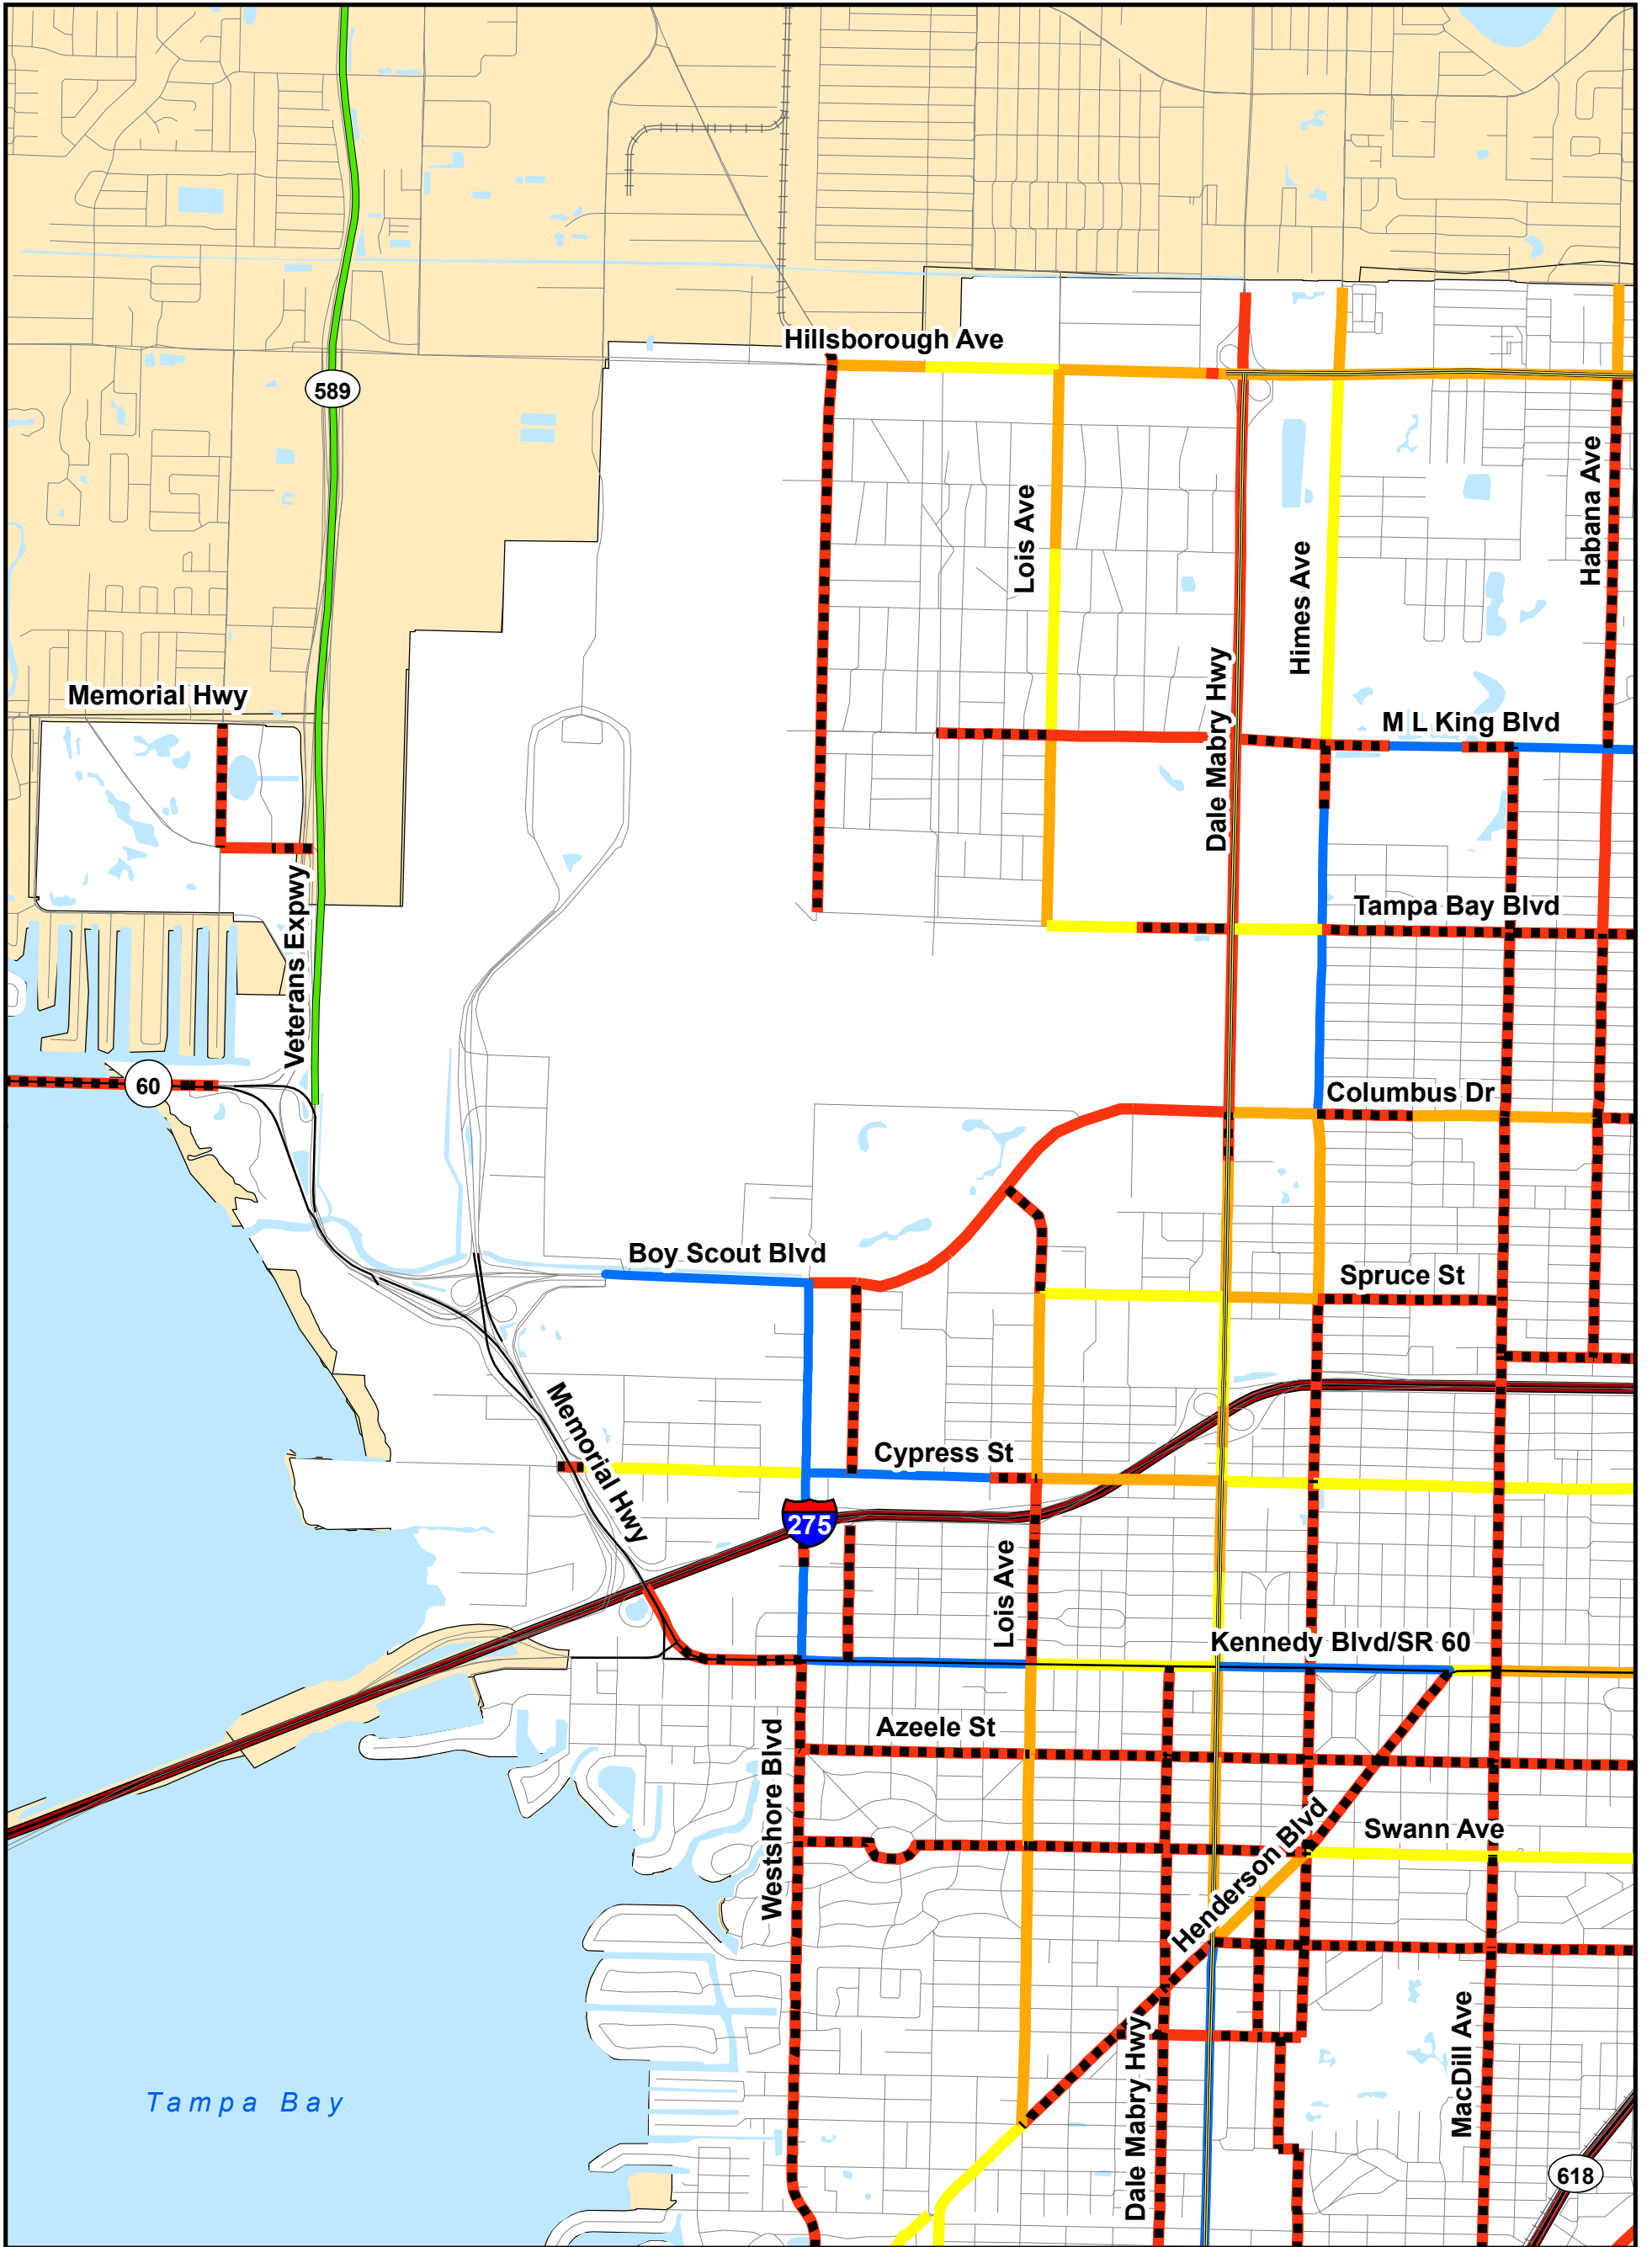 Hillsborough Ave
589
Lois Ave
Habana Ave
Himes Ave
Memorial Hwy
Dale Mabry Hwy
M L King Blvd
Veterans Expwy
Tampa Bay Blvd
60
Columbus Dr
Boy Scout Blvd
Spruce St
Memorial Hwy
Cypress St
275
Lois Ave
Kennedy Blvd/SR 60
Westshore Blvd
Azeele St
Henderson Blvd
Swann Ave
Dale Mabry Hwy
MacDill Ave
Tampa Bay
618